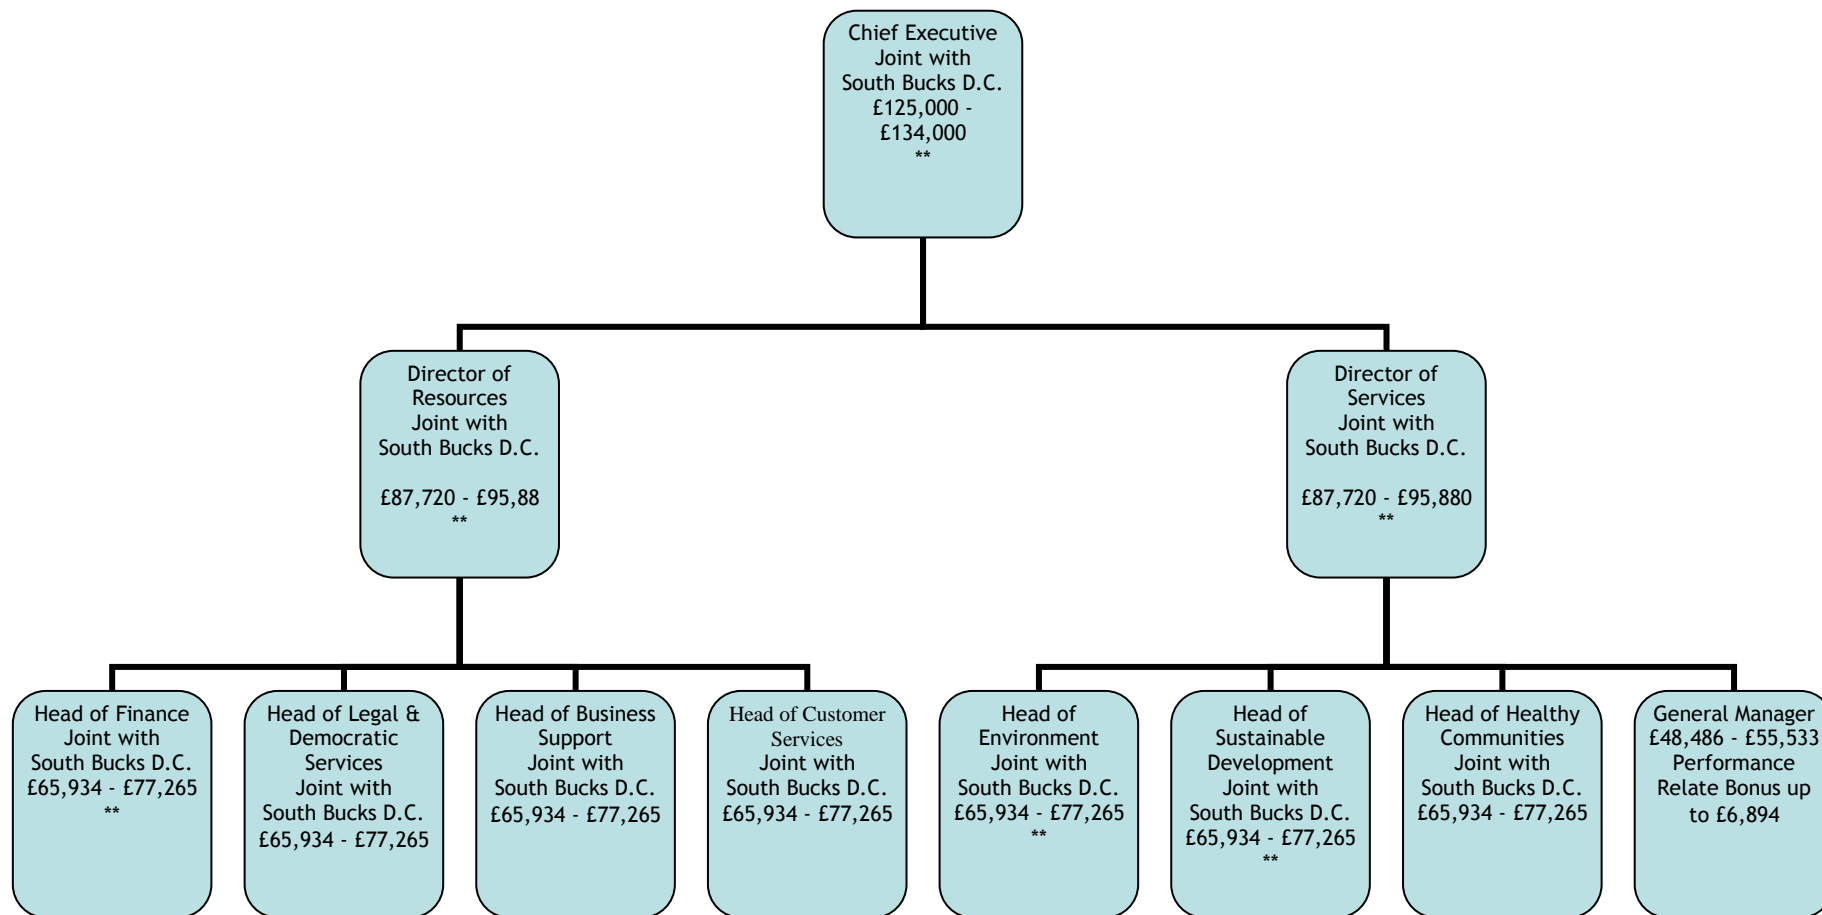 Chief Executive
Joint with
South Bucks D.C.
£125,000 -
£134,000
**
Director of
Resources
Joint with
South Bucks D.C.
£87,720 - £95,88
**
Director of
Services
Joint with
South Bucks D.C.
£87,720 - £95,880
**
Head of Finance
Joint with
South Bucks D.C.
£65,934 - £77,265
**
Head of Legal &
Democratic
Services
Joint with
South Bucks D.C.
£65,934 - £77,265
Head of Business
Support
Joint with
South Bucks D.C.
£65,934 - £77,265
Head of Customer
Services
Joint with
South Bucks D.C.
£65,934 - £77,265
Head of
Environment
Joint with
South Bucks D.C.
£65,934 - £77,265
**
Head of
Sustainable
Development
Joint with
South Bucks D.C.
£65,934 - £77,265
**
Head of Healthy
Communities
Joint with
South Bucks D.C.
£65,934 - £77,265
General Manager
£48,486 - £55,533
Performance
Relate Bonus up
to £6,894